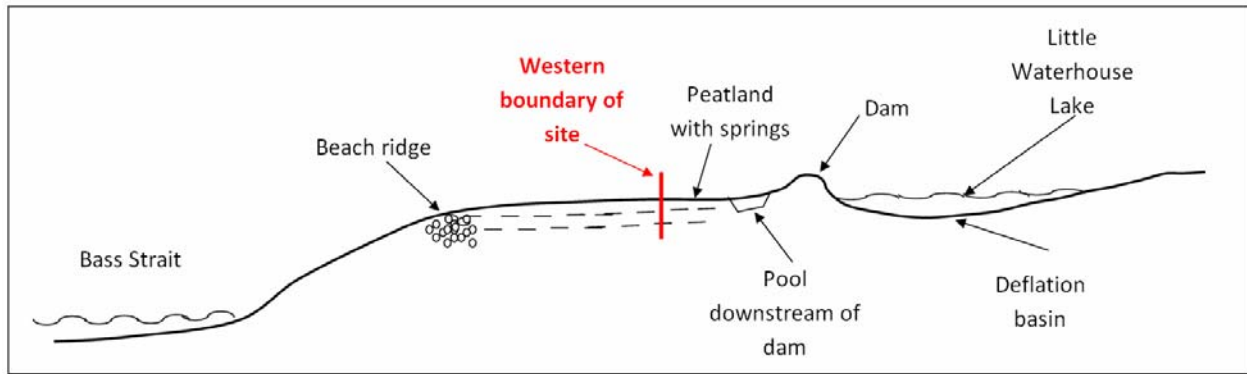 Bass Strait
Beach ridge
Western
boundary of
site
Peatland
with springs
Dam
Little
Waterhouse
Lake
Pool
downstream of
dam
Deflation
basin